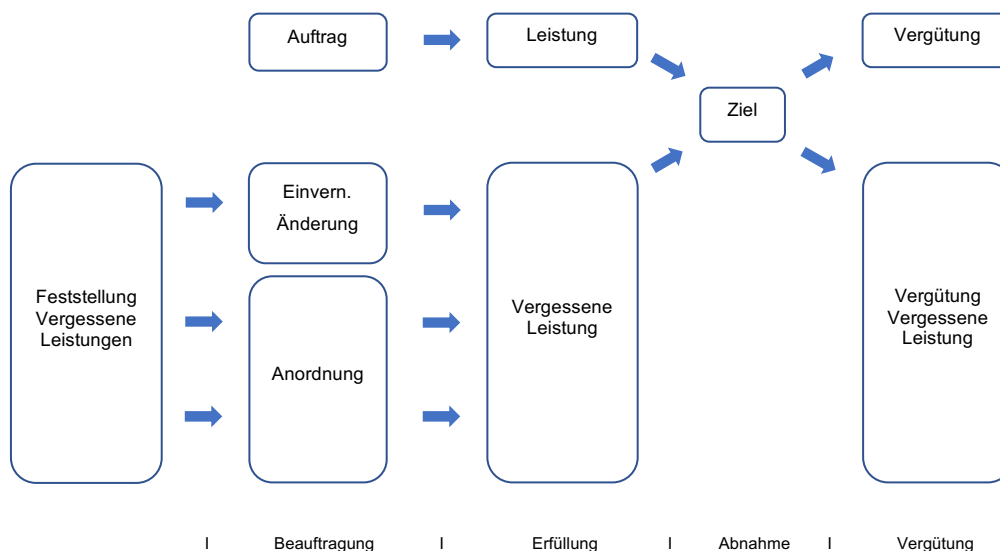 Auftrag
Leistung
Vergütung
Ziel
Einvern.
Änderung
Feststellung
Vergessene
Leistungen
Anordnung
Vergessene
Leistung
Vergütung
Vergessene
Leistung
I Beauftragung I Erfüllung I Abnahme I Vergütung